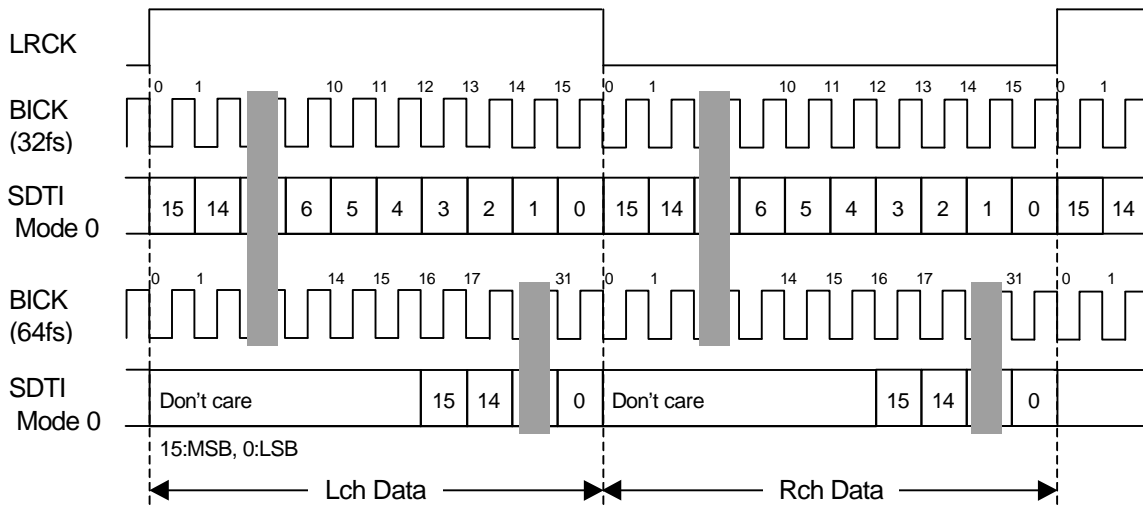 LRCK
0 1 10 11 12 13 14 15 0 1 10 11 12 13 14 15 0 1
BICK
(32fs)
SDTI
Mode 0
15 14 6 5 4 3 2 1 0 15 14 6 5 4 3 2 1 0 15 14
0 1 14 15 16 17 31 0 1 14 15 16 17 31 0 1
BICK
(64fs)
SDTI
Mode 0
Don't care 15 14 0 Don't care 15 14 0
15:MSB, 0:LSB
Lch Data Rch Data